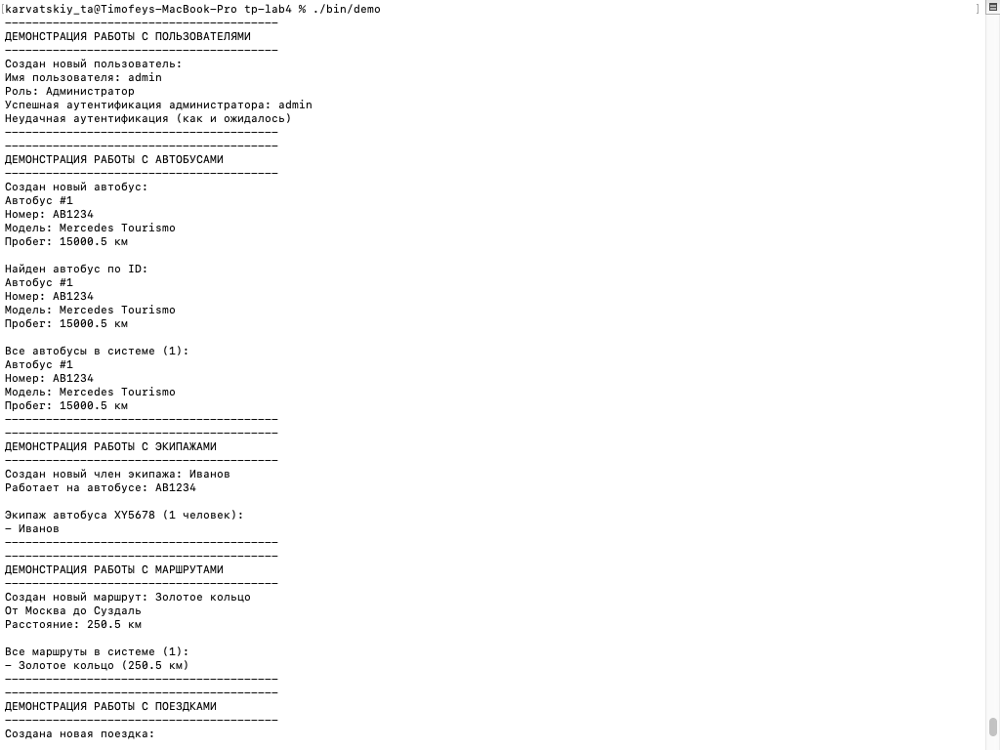 [karvatskiy_ta@Timofeys-MacBook-Pro tp-lab4 % ./bin/demo ]
----------------------------------------
ДЕМОНСТРАЦИЯ РАБОТЫ С ПОЛЬЗОВАТЕЛЯМИ
----------------------------------------
Создан новый пользователь:
Имя пользователя: admin
Роль: Администратор
Успешная аутентификация администратора: admin
Неудачная аутентификация (как и ожидалось)
----------------------------------------
----------------------------------------
ДЕМОНСТРАЦИЯ РАБОТЫ С АВТОБУСАМИ
----------------------------------------
Создан новый автобус:
Автобус #1
Номер: AB1234
Модель: Mercedes Tourismo
Пробег: 15000.5 км

Найден автобус по ID:
Автобус #1
Номер: AB1234
Модель: Mercedes Tourismo
Пробег: 15000.5 км

Все автобусы в системе (1):
Автобус #1
Номер: AB1234
Модель: Mercedes Tourismo
Пробег: 15000.5 км
----------------------------------------
----------------------------------------
ДЕМОНСТРАЦИЯ РАБОТЫ С ЭКИПАЖАМИ
----------------------------------------
Создан новый член экипажа: Иванов
Работает на автобусе: AB1234

Экипаж автобуса XY5678 (1 человек):
- Иванов
----------------------------------------
----------------------------------------
ДЕМОНСТРАЦИЯ РАБОТЫ С МАРШРУТАМИ
----------------------------------------
Создан новый маршрут: Золотое кольцо
От Москва до Суздаль
Расстояние: 250.5 км

Все маршруты в системе (1):
- Золотое кольцо (250.5 км)
----------------------------------------
----------------------------------------
ДЕМОНСТРАЦИЯ РАБОТЫ С ПОЕЗДКАМИ
----------------------------------------
Создана новая поездка: